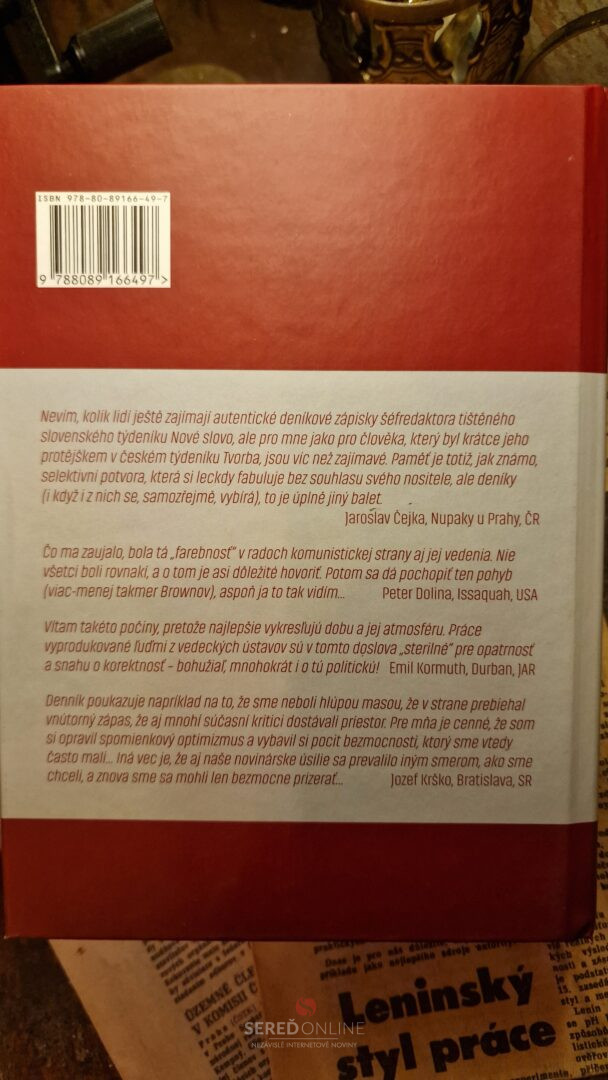 ISBN 978-80-89166-49-7
9 788089 166497 >
Nevím, kolik lidí ještě zajímají autentické deníkové zápisky šéfredaktora tištěného
slovenského týdeníku Nové slovo, ale pro mne jako pro člověka, který byl krátce jeho
protějškem v českém týdeníku Tvorba, jsou víc než zajímavé. Paměť je totiž, jak známo,
selektivní potvora, která si leckdy fabuluje bez souhlasu svého nositele, ale deníky
(i když i z nich se, samozřejmě, vybírá), to je úplně jiný balet.
Jaroslav Čejka, Nupaky u Prahy, ČR
Čo ma zaujalo, bola tá „farebnosť“ v radoch komunistickej strany aj jej vedenia. Nie
všetci boli rovnakí, a o tom je asi dôležité hovoriť. Potom sa dá pochopiť ten pohyb
(viac-menej takmer Brownov), aspoň ja to tak vidím... Peter Dolina, Issaquah, USA
Vítam takéto počiny, pretože najlepšie vykresľujú dobu a jej atmosféru. Práce
vyprodukované ľuďmi z vedeckých ústavov sú v tomto doslova „sterilné“ pre opatrnosť
a snahu o korektnosť – bohužiaľ, mnohokrát i o tú politickú! Emil Kormuth, Durban, JAR
Denník poukazuje napríklad na to, že sme neboli hlúpou masou, že v strane prebiehal
vnútorný zápas, že aj mnohí súčasní kritici dostávali priestor. Pre mňa je cenné, že som
si opravil spomienkový optimizmus a vybavil si pocit bezmocnosti, ktorý sme vtedy
často mali... Iná vec je, že aj naše novinárske úsilie sa prevalilo iným smerom, ako sme
chceli, a znova sme sa mohli len bezmocne prizerať... Jozef Krško, Bratislava, SR
ÚZEMNÉ
V KOMISII
Leninský
styl práce
SEREĎONLINE
NEZÁVISLÉ INTERNETOVÉ NOVINY